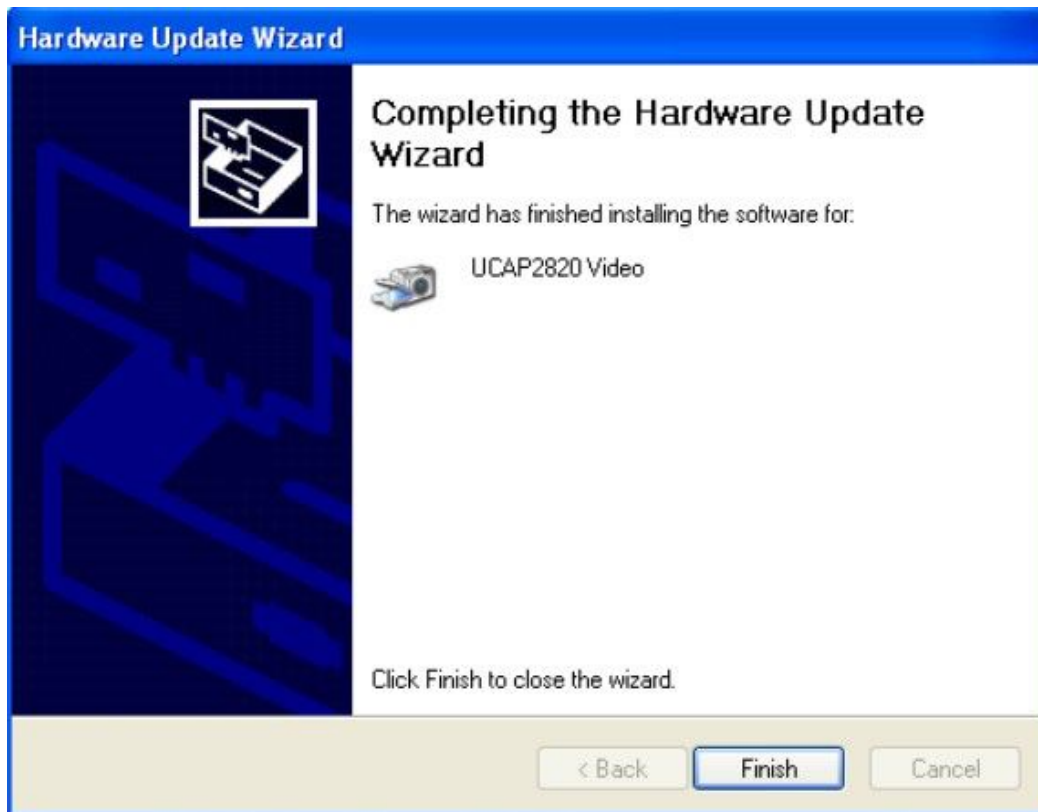 Hardware Update Wizard
Completing the Hardware Update
Wizard
The wizard has finished installing the software for:
UCAP2820 Video
Click Finish to close the wizard.
< Back Finish Cancel